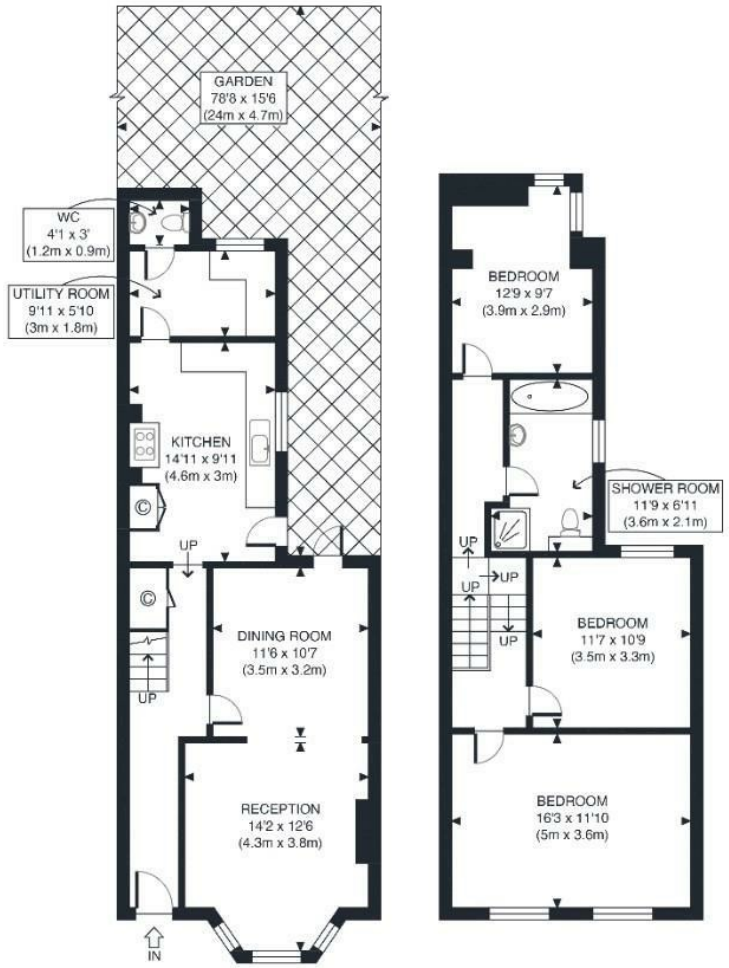 GARDEN
78'8 x 15'6
(24m x 4.7m)
WC
4'1 x 3'
(1.2m x 0.9m)
UTILITY ROOM
9'11 x 5'10
(3m x 1.8m)
KITCHEN
14'11 x 9'11
(4.6m x 3m)
C
UP
C
UP
DINING ROOM
11'6 x 10'7
(3.5m x 3.2m)
RECEPTION
14'2 x 12'6
(4.3m x 3.8m)
IN
BEDROOM
12'9 x 9'7
(3.9m x 2.9m)
SHOWER ROOM
11'9 x 6'11
(3.6m x 2.1m)
UP
UP
UP
UP
BEDROOM
11'7 x 10'9
(3.5m x 3.3m)
BEDROOM
16'3 x 11'10
(5m x 3.6m)